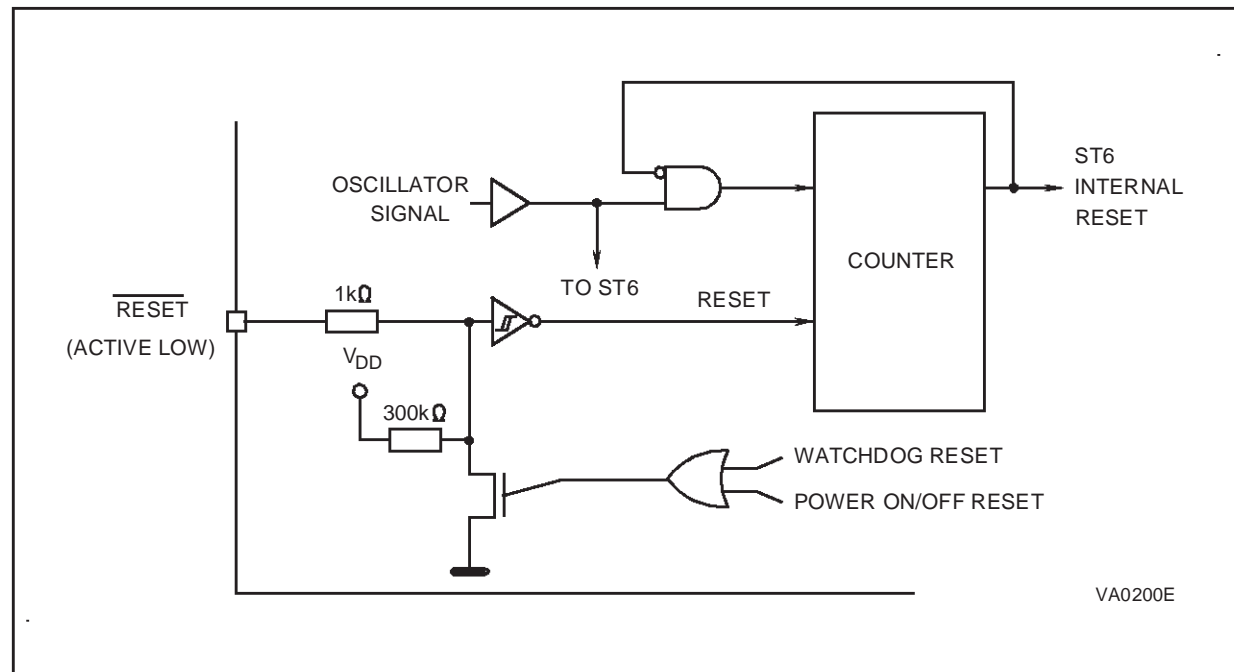 OSCILLATOR
SIGNAL
TO ST6
COUNTER
ST6
INTERNAL
RESET
RESET
(ACTIVE LOW)
1kΩ
RESET
VDD
300kΩ
WATCHDOG RESET
POWER ON/OFF RESET
VA0200E